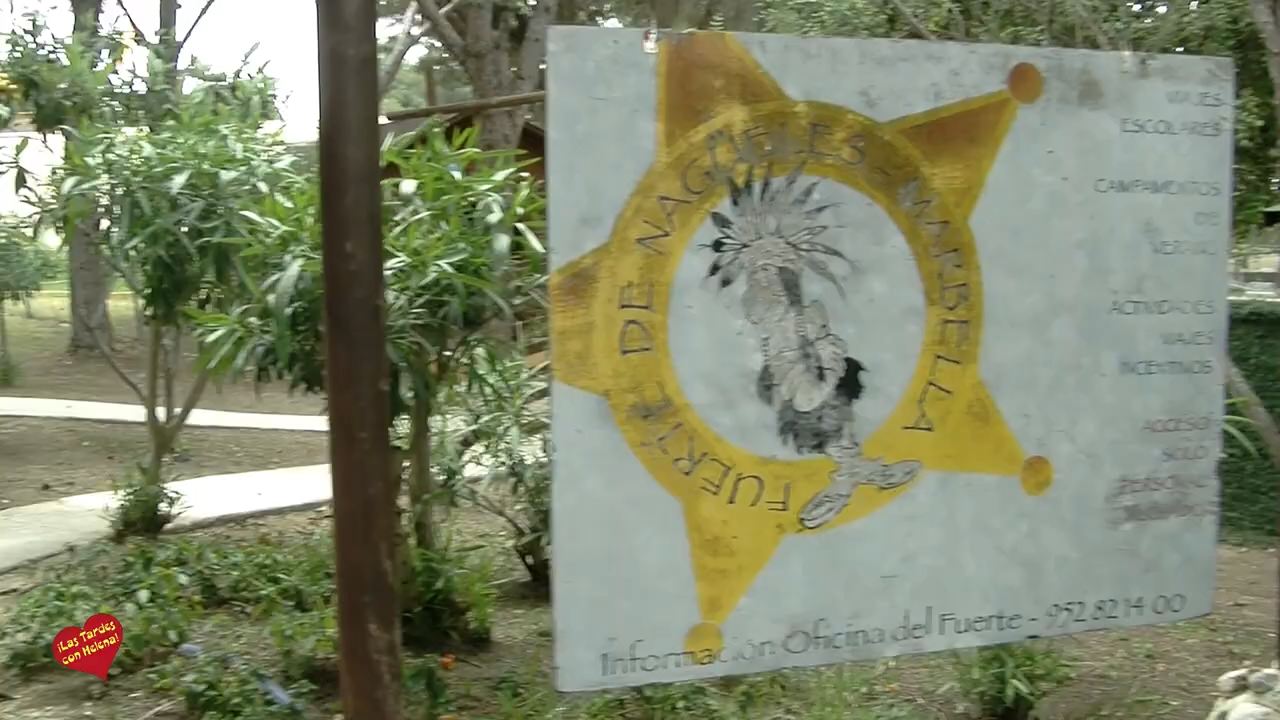 FUERTE DE NAGÜELES - MARBELLA
VIAJES
ESCOLARES
CAMPAMENTOS
DE
VERANO
ACTIVIDADES
VIAJES
INCENTIVOS
ACCESO
SOLO
PERSONAL
Información Oficina del Fuerte - 952 82 14 00
¡Las Tardes
con Helena!